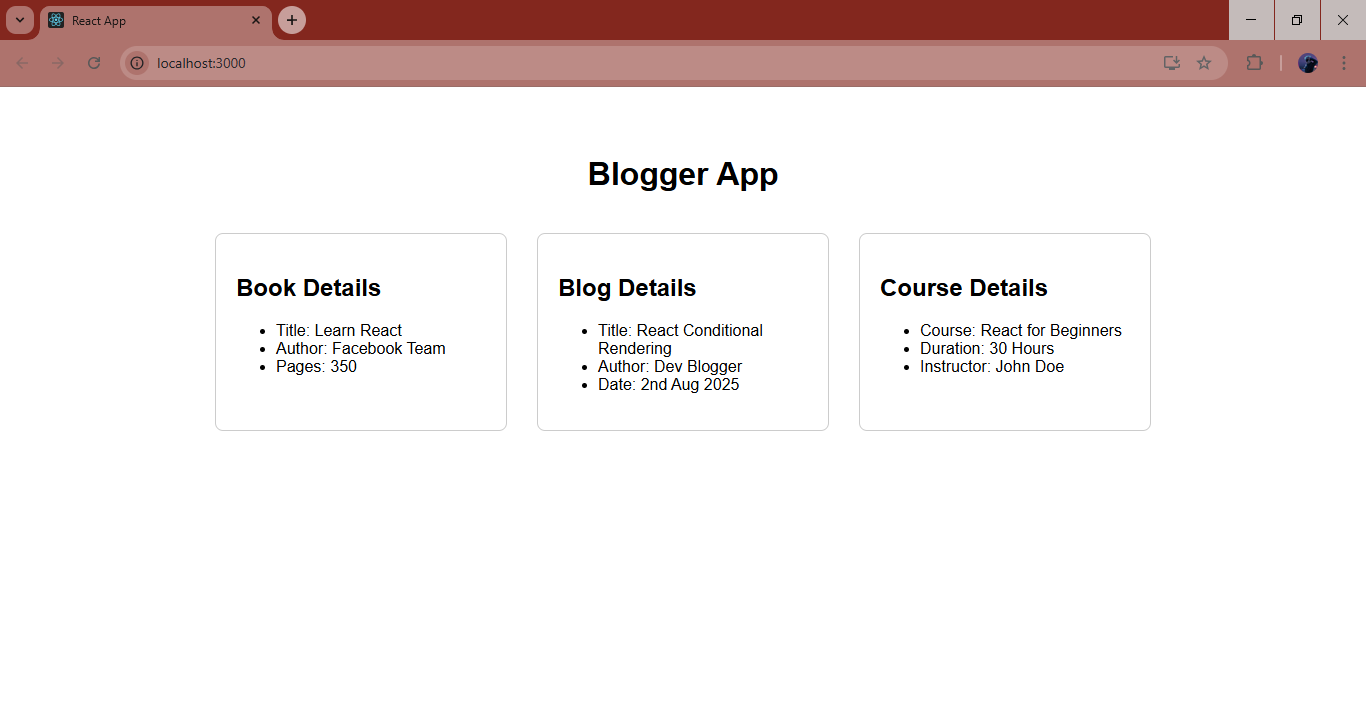 React App
localhost:3000
Blogger App
Book Details
Title: Learn React
Author: Facebook Team
Pages: 350
Blog Details
Title: React Conditional
Rendering
Author: Dev Blogger
Date: 2nd Aug 2025
Course Details
Course: React for Beginners
Duration: 30 Hours
Instructor: John Doe